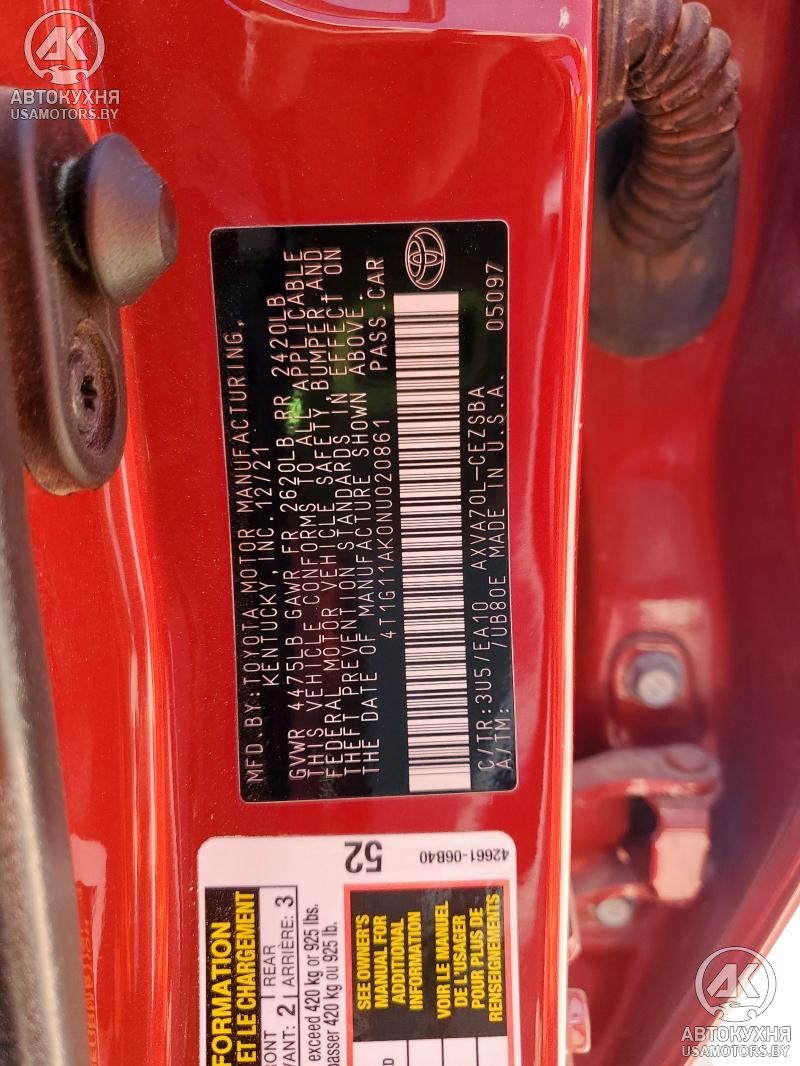 AK
АВТОКУХНЯ
USAMOTORS.BY
MFD. BY: TOYOTA MOTOR MANUFACTURING,
KENTUCKY, INC. 12/21
GVWR 4475LB GAWR FR 2620LB RR 2420LB
THIS VEHICLE CONFORMS TO ALL APPLICABLE
FEDERAL MOTOR VEHICLE SAFETY, BUMPER AND
THEFT PREVENTION STANDARDS IN EFFECT ON
THE DATE OF MANUFACTURE SHOWN ABOVE.
4T1G11AK0NU020861 PASS.CAR
C/TR:3U5/EA10 AXVA70L-CEZSBA 05097
A/TM: /UB80E MADE IN U.S.A.
52
42661-06B40
FORMATION
ET LE CHARGEMENT
FRONT 1 REAR
AVANT: 2 L'ARRIÈRE: 3
exceed 420 kg or 925 lbs.
passer 420 kg ou 925 lb.
SEE OWNER'S
MANUAL FOR
ADDITIONAL
INFORMATION
VOIR LE MANUEL
DE L'USAGER
POUR PLUS DE
RENSEIGNEMENTS
AK
АВТОКУХНЯ
USAMOTORS.BY